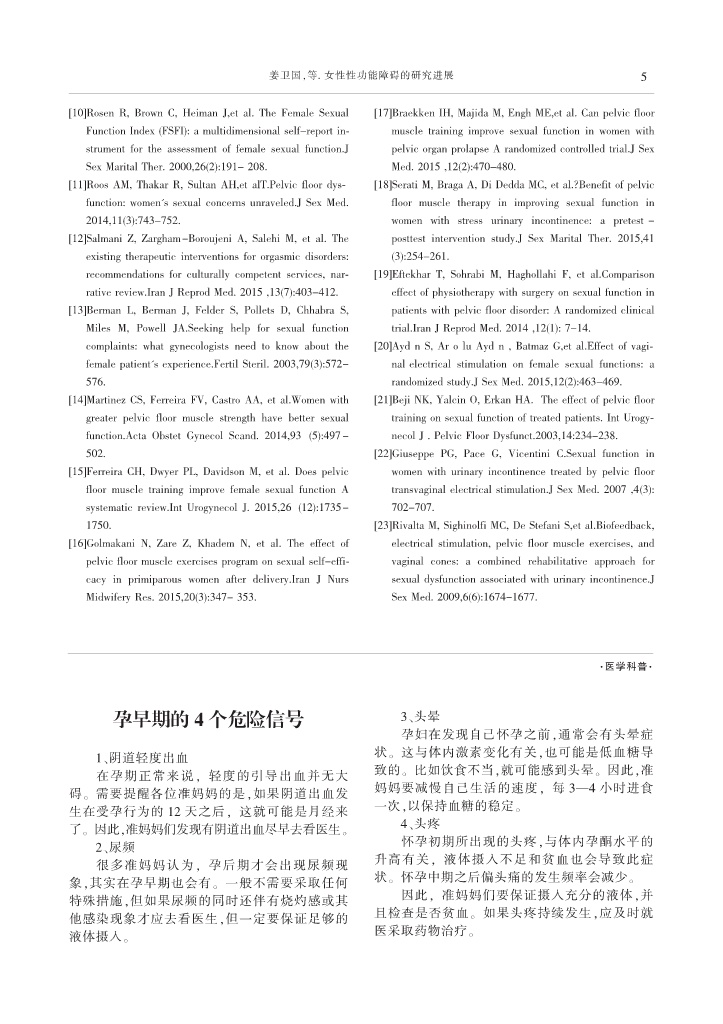 姜卫国,等. 女性性功能障碍的研究进展
5
[10]Rosen R, Brown C, Heiman J,et al. The Female Sexual
Function Index (FSFI): a multidimensional self-report in-
strument for the assessment of female sexual function.J
Sex Marital Ther. 2000,26(2):191- 208.
[11]Roos AM, Thakar R, Sultan AH,et alT.Pelvic floor dys-
function: women´s sexual concerns unraveled.J Sex Med.
2014,11(3):743-752.
[12]Salmani Z, Zargham-Boroujeni A, Salehi M, et al. The
existing therapeutic interventions for orgasmic disorders:
recommendations for culturally competent services, nar-
rative review.Iran J Reprod Med. 2015 ,13(7):403-412.
[13]Berman L, Berman J, Felder S, Pollets D, Chhabra S,
Miles M, Powell JA.Seeking help for sexual function
complaints: what gynecologists need to know about the
female patient´s experience.Fertil Steril. 2003,79(3):572-
576.
[14]Martinez CS, Ferreira FV, Castro AA, et al.Women with
greater pelvic floor muscle strength have better sexual
function.Acta Obstet Gynecol Scand. 2014,93 (5):497-
502.
[15]Ferreira CH, Dwyer PL, Davidson M, et al. Does pelvic
floor muscle training improve female sexual function A
systematic review.Int Urogynecol J. 2015,26 (12):1735-
1750.
[16]Golmakani N, Zare Z, Khadem N, et al. The effect of
pelvic floor muscle exercises program on sexual self-effi-
cacy in primiparous women after delivery.Iran J Nurs
Midwifery Res. 2015,20(3):347- 353.
[17]Braekken IH, Majida M, Engh ME,et al. Can pelvic floor
muscle training improve sexual function in women with
pelvic organ prolapse A randomized controlled trial.J Sex
Med. 2015 ,12(2):470-480.
[18]Serati M, Braga A, Di Dedda MC, et al.?Benefit of pelvic
floor muscle therapy in improving sexual function in
women with stress urinary incontinence: a pretest -
posttest intervention study.J Sex Marital Ther. 2015,41
(3):254-261.
[19]Eftekhar T, Sohrabi M, Haghollahi F, et al.Comparison
effect of physiotherapy with surgery on sexual function in
patients with pelvic floor disorder: A randomized clinical
trial.Iran J Reprod Med. 2014 ,12(1): 7-14.
[20]Ayd n S, Ar o lu Ayd n , Batmaz G,et al.Effect of vagi-
nal electrical stimulation on female sexual functions: a
randomized study.J Sex Med. 2015,12(2):463-469.
[21]Beji NK, Yalcin O, Erkan HA. The effect of pelvic floor
training on sexual function of treated patients. Int Urogy-
necol J . Pelvic Floor Dysfunct.2003,14:234-238.
[22]Giuseppe PG, Pace G, Vicentini C.Sexual function in
women with urinary incontinence treated by pelvic floor
transvaginal electrical stimulation.J Sex Med. 2007 ,4(3):
702-707.
[23]Rivalta M, Sighinolfi MC, De Stefani S,et al.Biofeedback,
electrical stimulation, pelvic floor muscle exercises, and
vaginal cones: a combined rehabilitative approach for
sexual dysfunction associated with urinary incontinence.J
Sex Med. 2009,6(6):1674-1677.
·医学科普·
孕早期的 4 个危险信号
1、阴道轻度出血
在孕期正常来说，轻度的引导出血并无大
碍。需要提醒各位准妈妈的是,如果阴道出血发
生在受孕行为的 12 天之后，这就可能是月经来
了。因此,准妈妈们发现有阴道出血尽早去看医生。
2、尿频
很多准妈妈认为，孕后期才会出现尿频现
象,其实在孕早期也会有。一般不需要采取任何
特殊措施,但如果尿频的同时还伴有烧灼感或其
他感染现象才应去看医生,但一定要保证足够的
液体摄入。
3、头晕
孕妇在发现自己怀孕之前,通常会有头晕症
状。这与体内激素变化有关,也可能是低血糖导
致的。比如饮食不当,就可能感到头晕。因此,准
妈妈要减慢自己生活的速度，每 3—4 小时进食
一次,以保持血糖的稳定。
4、头疼
怀孕初期所出现的头疼,与体内孕酮水平的
升高有关，液体摄入不足和贫血也会导致此症
状。怀孕中期之后偏头痛的发生频率会减少。
因此，准妈妈们要保证摄入充分的液体,并
且检查是否贫血。如果头疼持续发生,应及时就
医采取药物治疗。